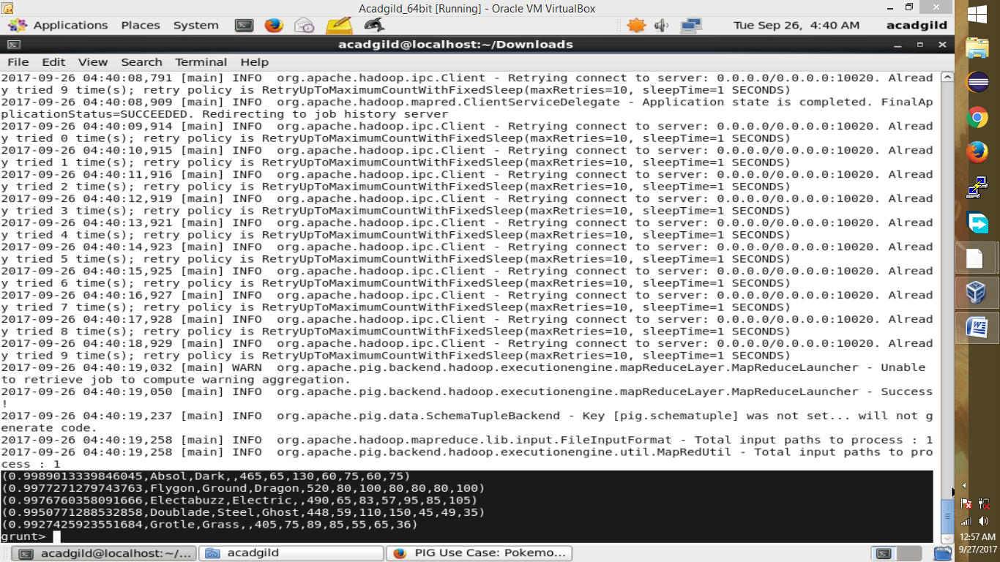 Acadgild_64bit [Running] - Oracle VM VirtualBox
Applications Places System Tue Sep 26, 4:40 AM acadgild
acadgild@localhost:~/Downloads
File Edit View Search Terminal Help
2017-09-26 04:40:08,791 [main] INFO  org.apache.hadoop.ipc.Client - Retrying connect to server: 0.0.0.0/0.0.0.0:10020. Alread
y tried 9 time(s); retry policy is RetryUpToMaximumCountWithFixedSleep(maxRetries=10, sleepTime=1 SECONDS)
2017-09-26 04:40:08,909 [main] INFO  org.apache.hadoop.mapred.ClientServiceDelegate - Application state is completed. FinalAp
plicationStatus=SUCCEEDED. Redirecting to job history server
2017-09-26 04:40:09,914 [main] INFO  org.apache.hadoop.ipc.Client - Retrying connect to server: 0.0.0.0/0.0.0.0:10020. Alread
y tried 0 time(s); retry policy is RetryUpToMaximumCountWithFixedSleep(maxRetries=10, sleepTime=1 SECONDS)
2017-09-26 04:40:10,915 [main] INFO  org.apache.hadoop.ipc.Client - Retrying connect to server: 0.0.0.0/0.0.0.0:10020. Alread
y tried 1 time(s); retry policy is RetryUpToMaximumCountWithFixedSleep(maxRetries=10, sleepTime=1 SECONDS)
2017-09-26 04:40:11,916 [main] INFO  org.apache.hadoop.ipc.Client - Retrying connect to server: 0.0.0.0/0.0.0.0:10020. Alread
y tried 2 time(s); retry policy is RetryUpToMaximumCountWithFixedSleep(maxRetries=10, sleepTime=1 SECONDS)
2017-09-26 04:40:12,919 [main] INFO  org.apache.hadoop.ipc.Client - Retrying connect to server: 0.0.0.0/0.0.0.0:10020. Alread
y tried 3 time(s); retry policy is RetryUpToMaximumCountWithFixedSleep(maxRetries=10, sleepTime=1 SECONDS)
2017-09-26 04:40:13,921 [main] INFO  org.apache.hadoop.ipc.Client - Retrying connect to server: 0.0.0.0/0.0.0.0:10020. Alread
y tried 4 time(s); retry policy is RetryUpToMaximumCountWithFixedSleep(maxRetries=10, sleepTime=1 SECONDS)
2017-09-26 04:40:14,923 [main] INFO  org.apache.hadoop.ipc.Client - Retrying connect to server: 0.0.0.0/0.0.0.0:10020. Alread
y tried 5 time(s); retry policy is RetryUpToMaximumCountWithFixedSleep(maxRetries=10, sleepTime=1 SECONDS)
2017-09-26 04:40:15,925 [main] INFO  org.apache.hadoop.ipc.Client - Retrying connect to server: 0.0.0.0/0.0.0.0:10020. Alread
y tried 6 time(s); retry policy is RetryUpToMaximumCountWithFixedSleep(maxRetries=10, sleepTime=1 SECONDS)
2017-09-26 04:40:16,927 [main] INFO  org.apache.hadoop.ipc.Client - Retrying connect to server: 0.0.0.0/0.0.0.0:10020. Alread
y tried 7 time(s); retry policy is RetryUpToMaximumCountWithFixedSleep(maxRetries=10, sleepTime=1 SECONDS)
2017-09-26 04:40:17,928 [main] INFO  org.apache.hadoop.ipc.Client - Retrying connect to server: 0.0.0.0/0.0.0.0:10020. Alread
y tried 8 time(s); retry policy is RetryUpToMaximumCountWithFixedSleep(maxRetries=10, sleepTime=1 SECONDS)
2017-09-26 04:40:18,929 [main] INFO  org.apache.hadoop.ipc.Client - Retrying connect to server: 0.0.0.0/0.0.0.0:10020. Alread
y tried 9 time(s); retry policy is RetryUpToMaximumCountWithFixedSleep(maxRetries=10, sleepTime=1 SECONDS)
2017-09-26 04:40:19,032 [main] WARN  org.apache.pig.backend.hadoop.executionengine.mapReduceLayer.MapReduceLauncher - Unable
to retrieve job to compute warning aggregation.
2017-09-26 04:40:19,050 [main] INFO  org.apache.pig.backend.hadoop.executionengine.mapReduceLayer.MapReduceLauncher - Success
!
2017-09-26 04:40:19,237 [main] INFO  org.apache.pig.data.SchemaTupleBackend - Key [pig.schematuple] was not set... will not g
enerate code.
2017-09-26 04:40:19,258 [main] INFO  org.apache.hadoop.mapreduce.lib.input.FileInputFormat - Total input paths to process : 1
2017-09-26 04:40:19,258 [main] INFO  org.apache.pig.backend.hadoop.executionengine.util.MapRedUtil - Total input paths to pro
cess : 1
(0.9989013339846045,Absol,Dark,,465,65,130,60,75,60,75)
(0.9977271279743763,Flygon,Ground,Dragon,520,80,100,80,80,80,100)
(0.9976760358091666,Electabuzz,Electric,,490,65,83,57,95,85,105)
(0.9950771288532858,Doublade,Steel,Ghost,448,59,110,150,45,49,35)
(0.9927425923551684,Grotle,Grass,,405,75,89,85,55,65,36)
grunt>
acadgild@localhost:~/... acadgild PIG Use Case: Pokemo...
12:57 AM
9/27/2017